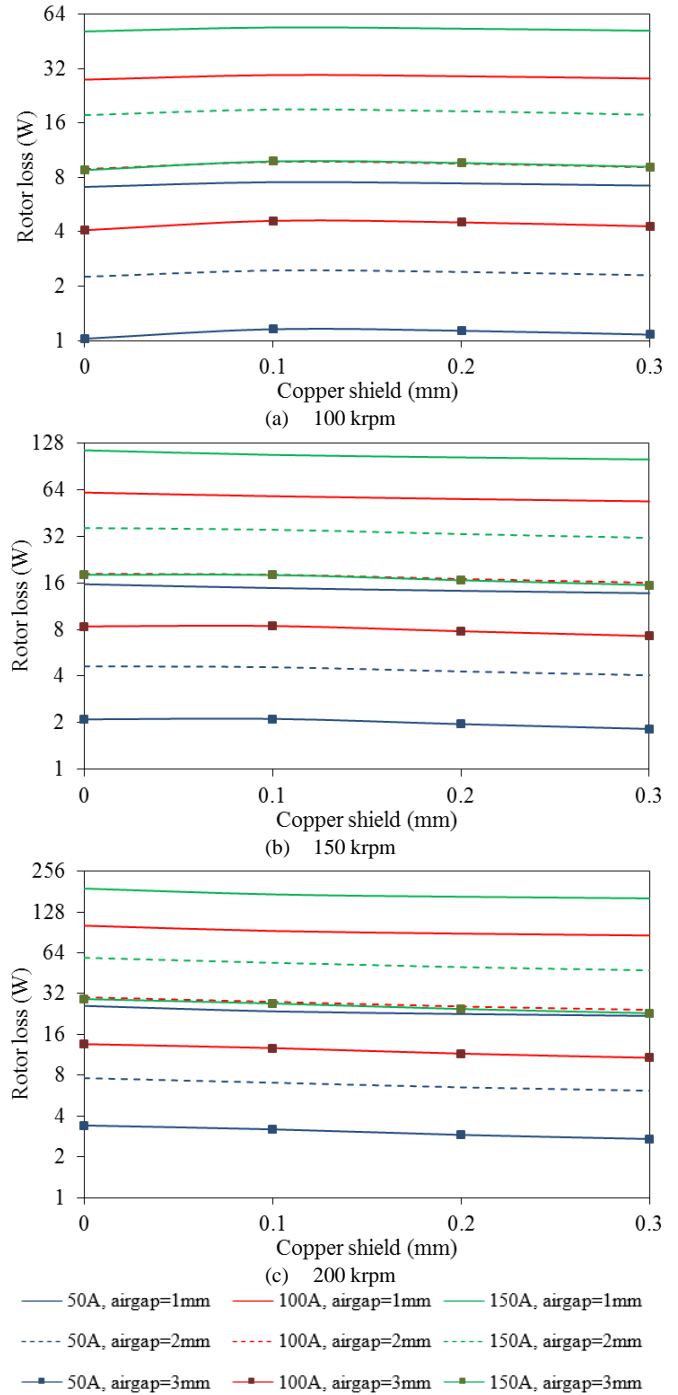 64
32
16
8
4
2
1
Rotor loss (W)
0 0.1 0.2 0.3
Copper shield (mm)
(a) 100 krpm
128
64
32
16
8
4
2
1
Rotor loss (W)
0 0.1 0.2 0.3
Copper shield (mm)
(b) 150 krpm
256
128
64
32
16
8
4
2
1
Rotor loss (W)
0 0.1 0.2 0.3
Copper shield (mm)
(c) 200 krpm
50A, airgap=1mm 100A, airgap=1mm 150A, airgap=1mm
50A, airgap=2mm 100A, airgap=2mm 150A, airgap=2mm
50A, airgap=3mm 100A, airgap=3mm 150A, airgap=3mm